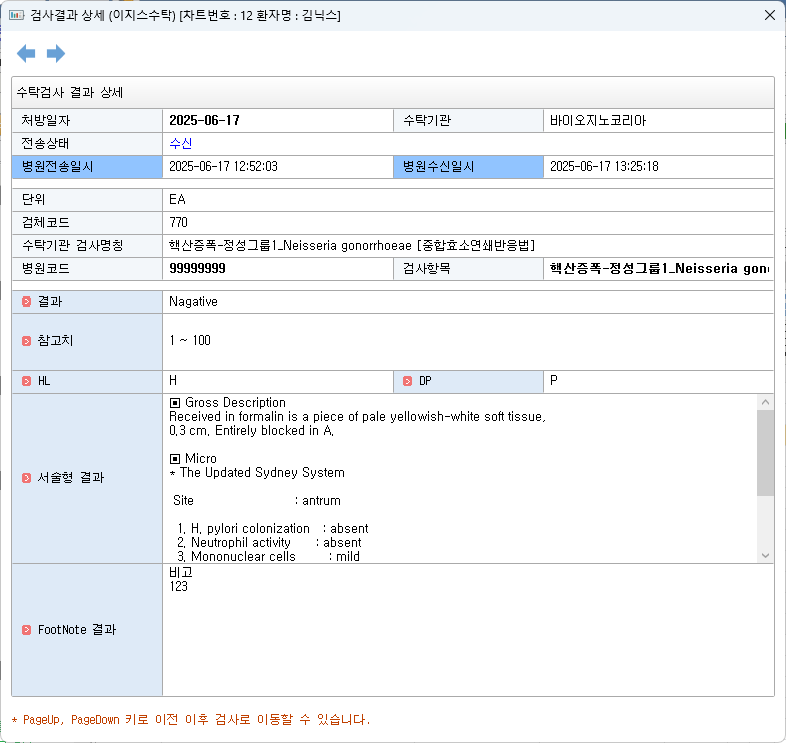 검사결과 상세 (이지스수탁) [차트번호 : 12 환자명 : 김닉스]
수탁검사 결과 상세
처방일자 2025-06-17 수탁기관 바이오지노코리아
전송상태 수신
병원전송일시 2025-06-17 12:52:03 병원수신일시 2025-06-17 13:25:18
단위 EA
검체코드 770
수탁기관 검사명칭 핵산증폭-정성그룹1_Neisseria gonorrhoeae [중합효소연쇄반응법]
병원코드 99999999 검사항목 핵산증폭-정성그룹1_Neisseria gon
결과 Nagative
참고치 1 ~ 100
HL H DP P
서술형 결과
▣ Gross Description
Received in formalin is a piece of pale yellowish-white soft tissue,
0.3 cm. Entirely blocked in A.
▣ Micro
* The Updated Sydney System
Site : antrum
1. H. pylori colonization : absent
2. Neutrophil activity : absent
3. Mononuclear cells : mild
FootNote 결과
비고
123
* PageUp, PageDown 키로 이전 이후 검사로 이동할 수 있습니다.